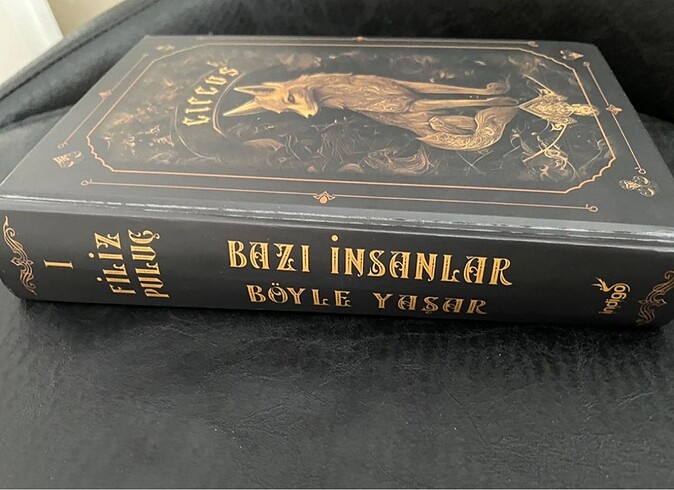 CIRCUS
I
FİLİZ
PULUÇ
BAZI İNSANLAR
BÖYLE YAŞAR
indigo